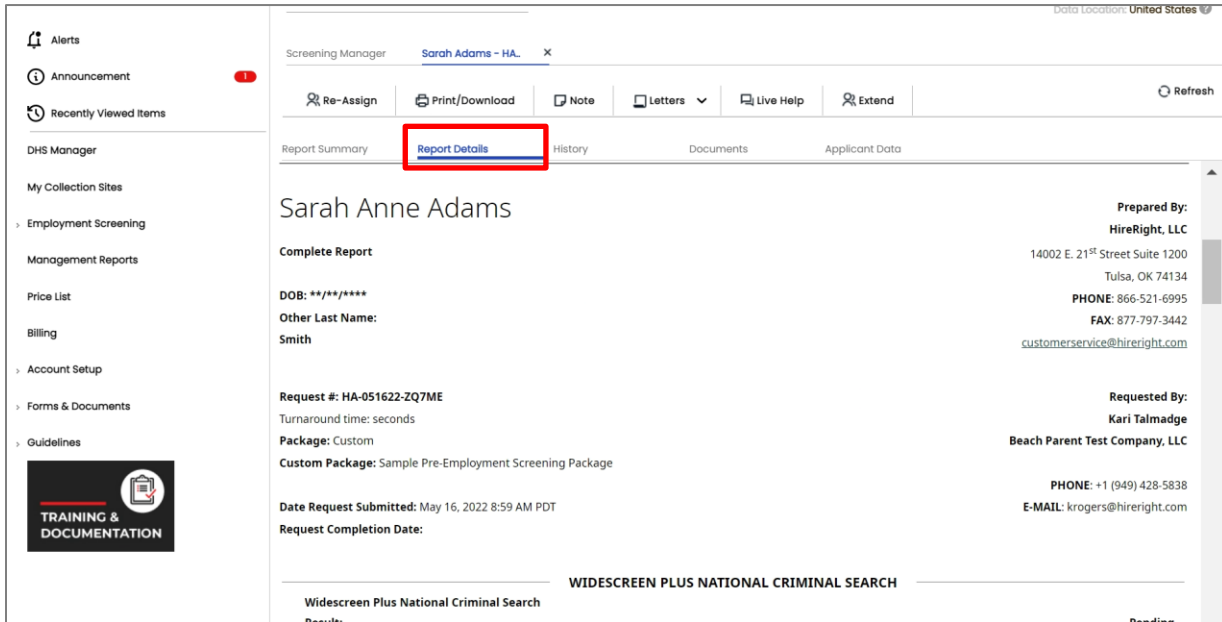 Data Location: United States ?
Alerts
Announcement 1
Recently Viewed Items
DHS Manager
My Collection Sites
Employment Screening
Management Reports
Price List
Billing
Account Setup
Forms & Documents
Guidelines
TRAINING &
DOCUMENTATION
Screening Manager Sarah Adams - HA.. ×
Re-Assign Print/Download Note Letters Live Help Extend Refresh
Report Summary Report Details History Documents Applicant Data
Sarah Anne Adams
Complete Report
DOB: **/**/****
Other Last Name:
Smith
Prepared By:
HireRight, LLC
14002 E. 21st Street Suite 1200
Tulsa, OK 74134
PHONE: 866-521-6995
FAX: 877-797-3442
customerservice@hireright.com
Request #: HA-051622-ZQ7ME
Turnaround time: seconds
Package: Custom
Custom Package: Sample Pre-Employment Screening Package
Date Request Submitted: May 16, 2022 8:59 AM PDT
Request Completion Date:
Requested By:
Kari Talmadge
Beach Parent Test Company, LLC
PHONE: +1 (949) 428-5838
E-MAIL: krogers@hireright.com
WIDESCREEN PLUS NATIONAL CRIMINAL SEARCH
Widescreen Plus National Criminal Search
Result: Pending